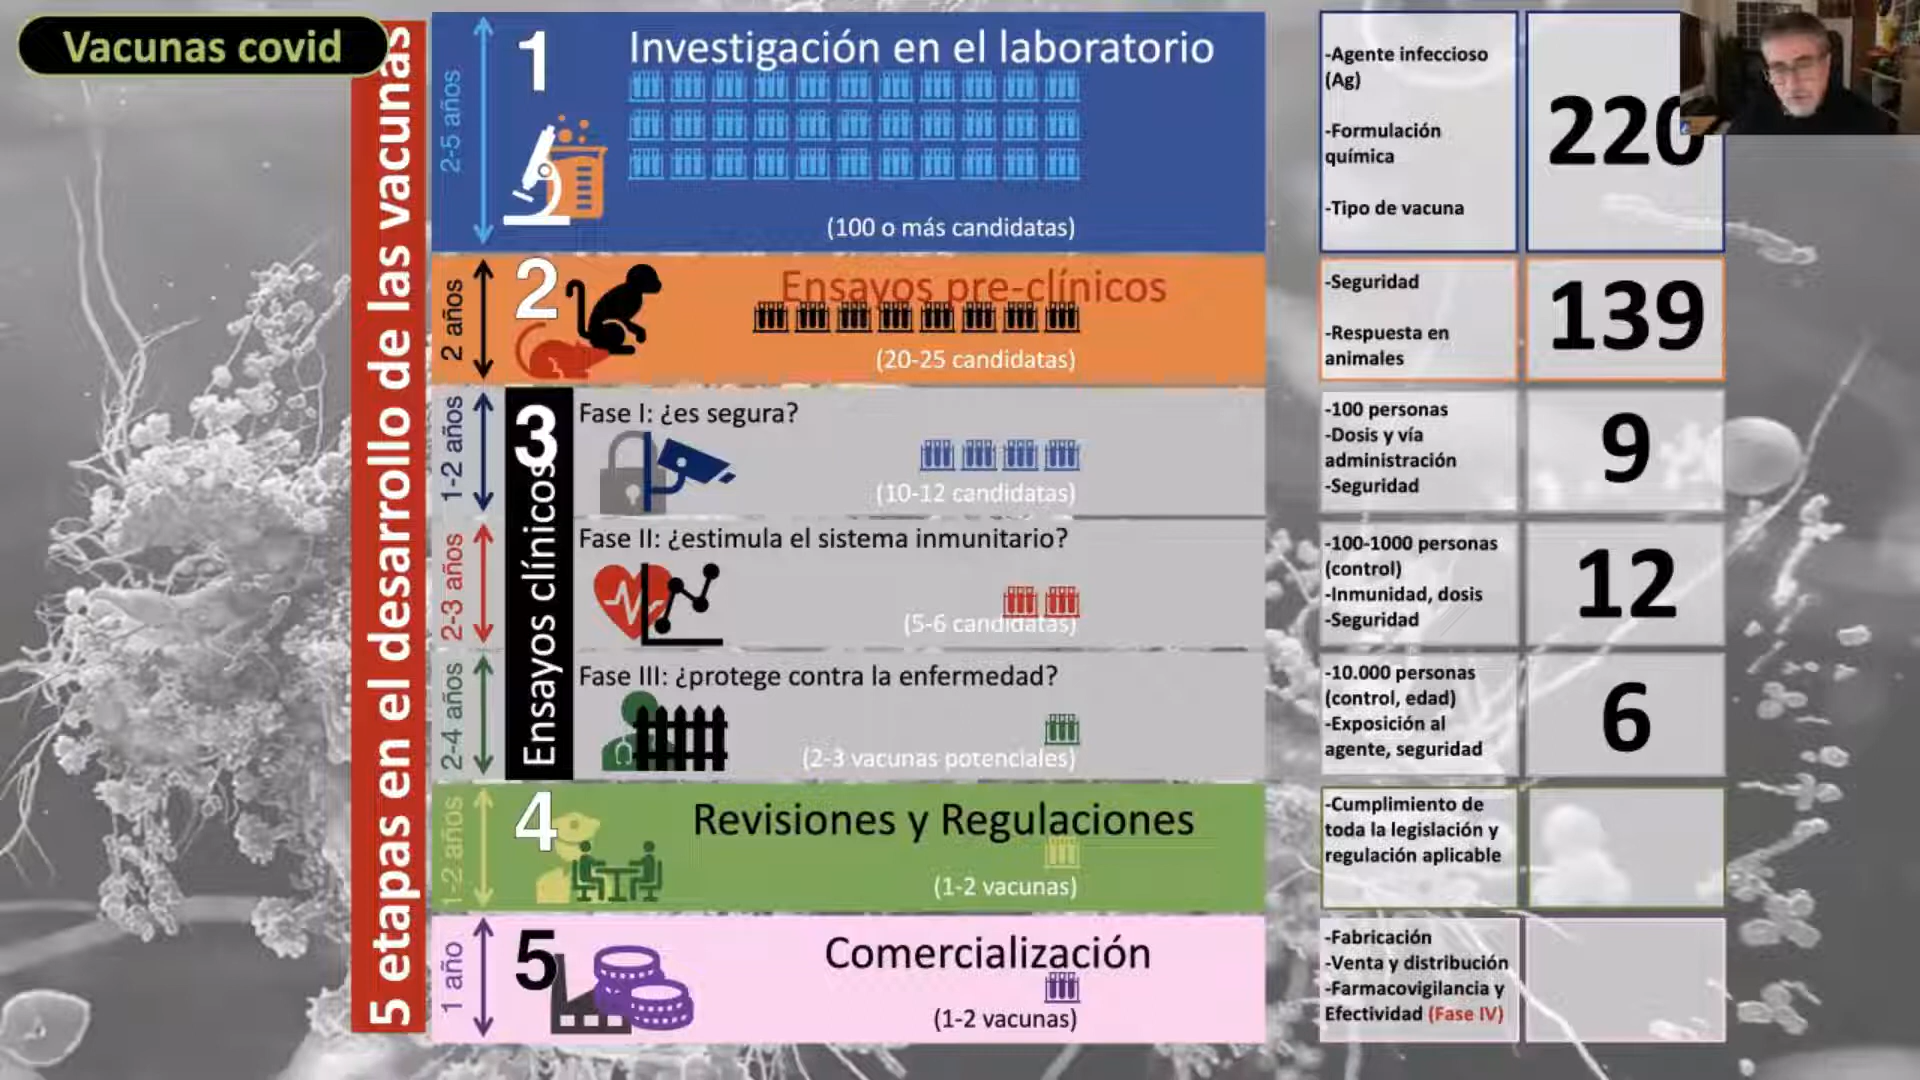 Vacunas covid
5 etapas en el desarrollo de las vacunas
2-5 años
1
Investigación en el laboratorio
(100 o más candidatas)
-Agente infeccioso
(Ag)
-Formulación
química
-Tipo de vacuna
220
2 años
2
Ensayos pre-clínicos
(20-25 candidatas)
-Seguridad
-Respuesta en
animales
139
3
Ensayos clínicos
1-2 años
Fase I: ¿es segura?
(10-12 candidatas)
-100 personas
-Dosis y vía
administración
-Seguridad
9
2-3 años
Fase II: ¿estimula el sistema inmunitario?
(5-6 candidatas)
-100-1000 personas
(control)
-Inmunidad, dosis
-Seguridad
12
2-4 años
Fase III: ¿protege contra la enfermedad?
(2-3 vacunas potenciales)
-10.000 personas
(control, edad)
-Exposición al
agente, seguridad
6
1-2 años
4
Revisiones y Regulaciones
(1-2 vacunas)
-Cumplimiento de
toda la legislación y
regulación aplicable
1 año
5
Comercialización
(1-2 vacunas)
-Fabricación
-Venta y distribución
-Farmacovigilancia y
Efectividad (Fase IV)